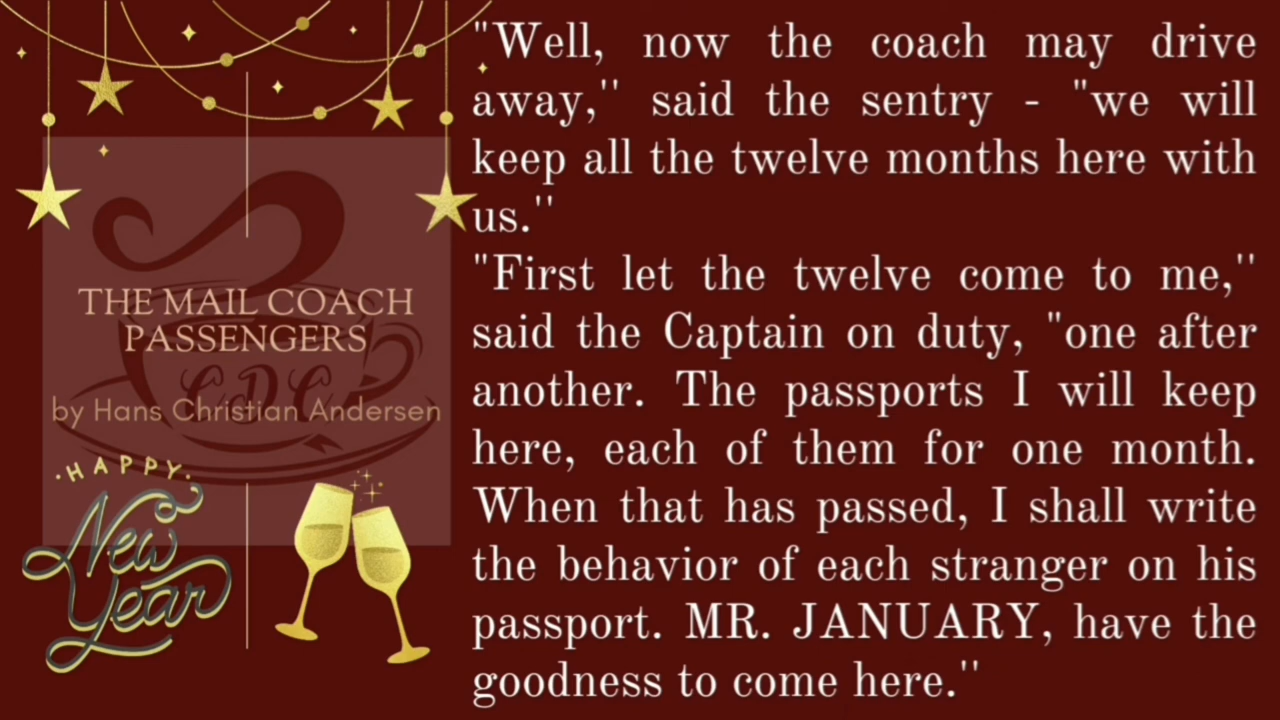 THE MAIL COACH
PASSENGERS
CDC
by Hans Christian Andersen
HAPPY
New
Year
"Well, now the coach may drive
away,'' said the sentry - "we will
keep all the twelve months here with
us.''
"First let the twelve come to me,''
said the Captain on duty, "one after
another. The passports I will keep
here, each of them for one month.
When that has passed, I shall write
the behavior of each stranger on his
passport. MR. JANUARY, have the
goodness to come here.''